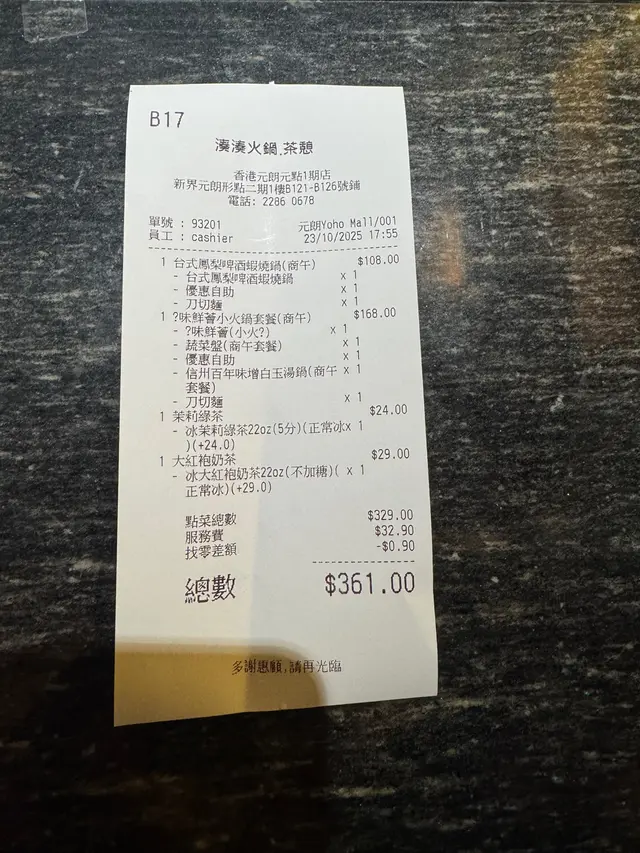 B17
湊湊火鍋.茶憩
香港元朗元點1期店
新界元朗形點二期1樓B121-B126號鋪
電話: 2286 0678
單號 : 93201 元朗Yoho Mall/001
員工 : cashier 23/10/2025 17:55
1 台式鳳梨啤酒蝦燒鍋(商午) $108.00
- 台式鳳梨啤酒蝦燒鍋 x 1
- 優惠自助 x 1
- 刀切麵 x 1
1 ?味鮮薈小火鍋套餐(商午) $168.00
- ?味鮮薈(小火?) x 1
- 蔬菜盤(商午套餐) x 1
- 優惠自助 x 1
- 信州百年味增白玉湯鍋(商午 x 1
套餐)
- 刀切麵 x 1
1 茉莉綠茶 $24.00
- 冰茉莉綠茶22oz(5分)(正常冰x 1
)(+24.0)
1 大紅袍奶茶 $29.00
- 冰大紅袍奶茶22oz(不加糖)( x 1
正常冰)(+29.0)
點菜總數 $329.00
服務費 $32.90
找零差額 -$0.90
總數 $361.00
多謝惠顧,請再光臨